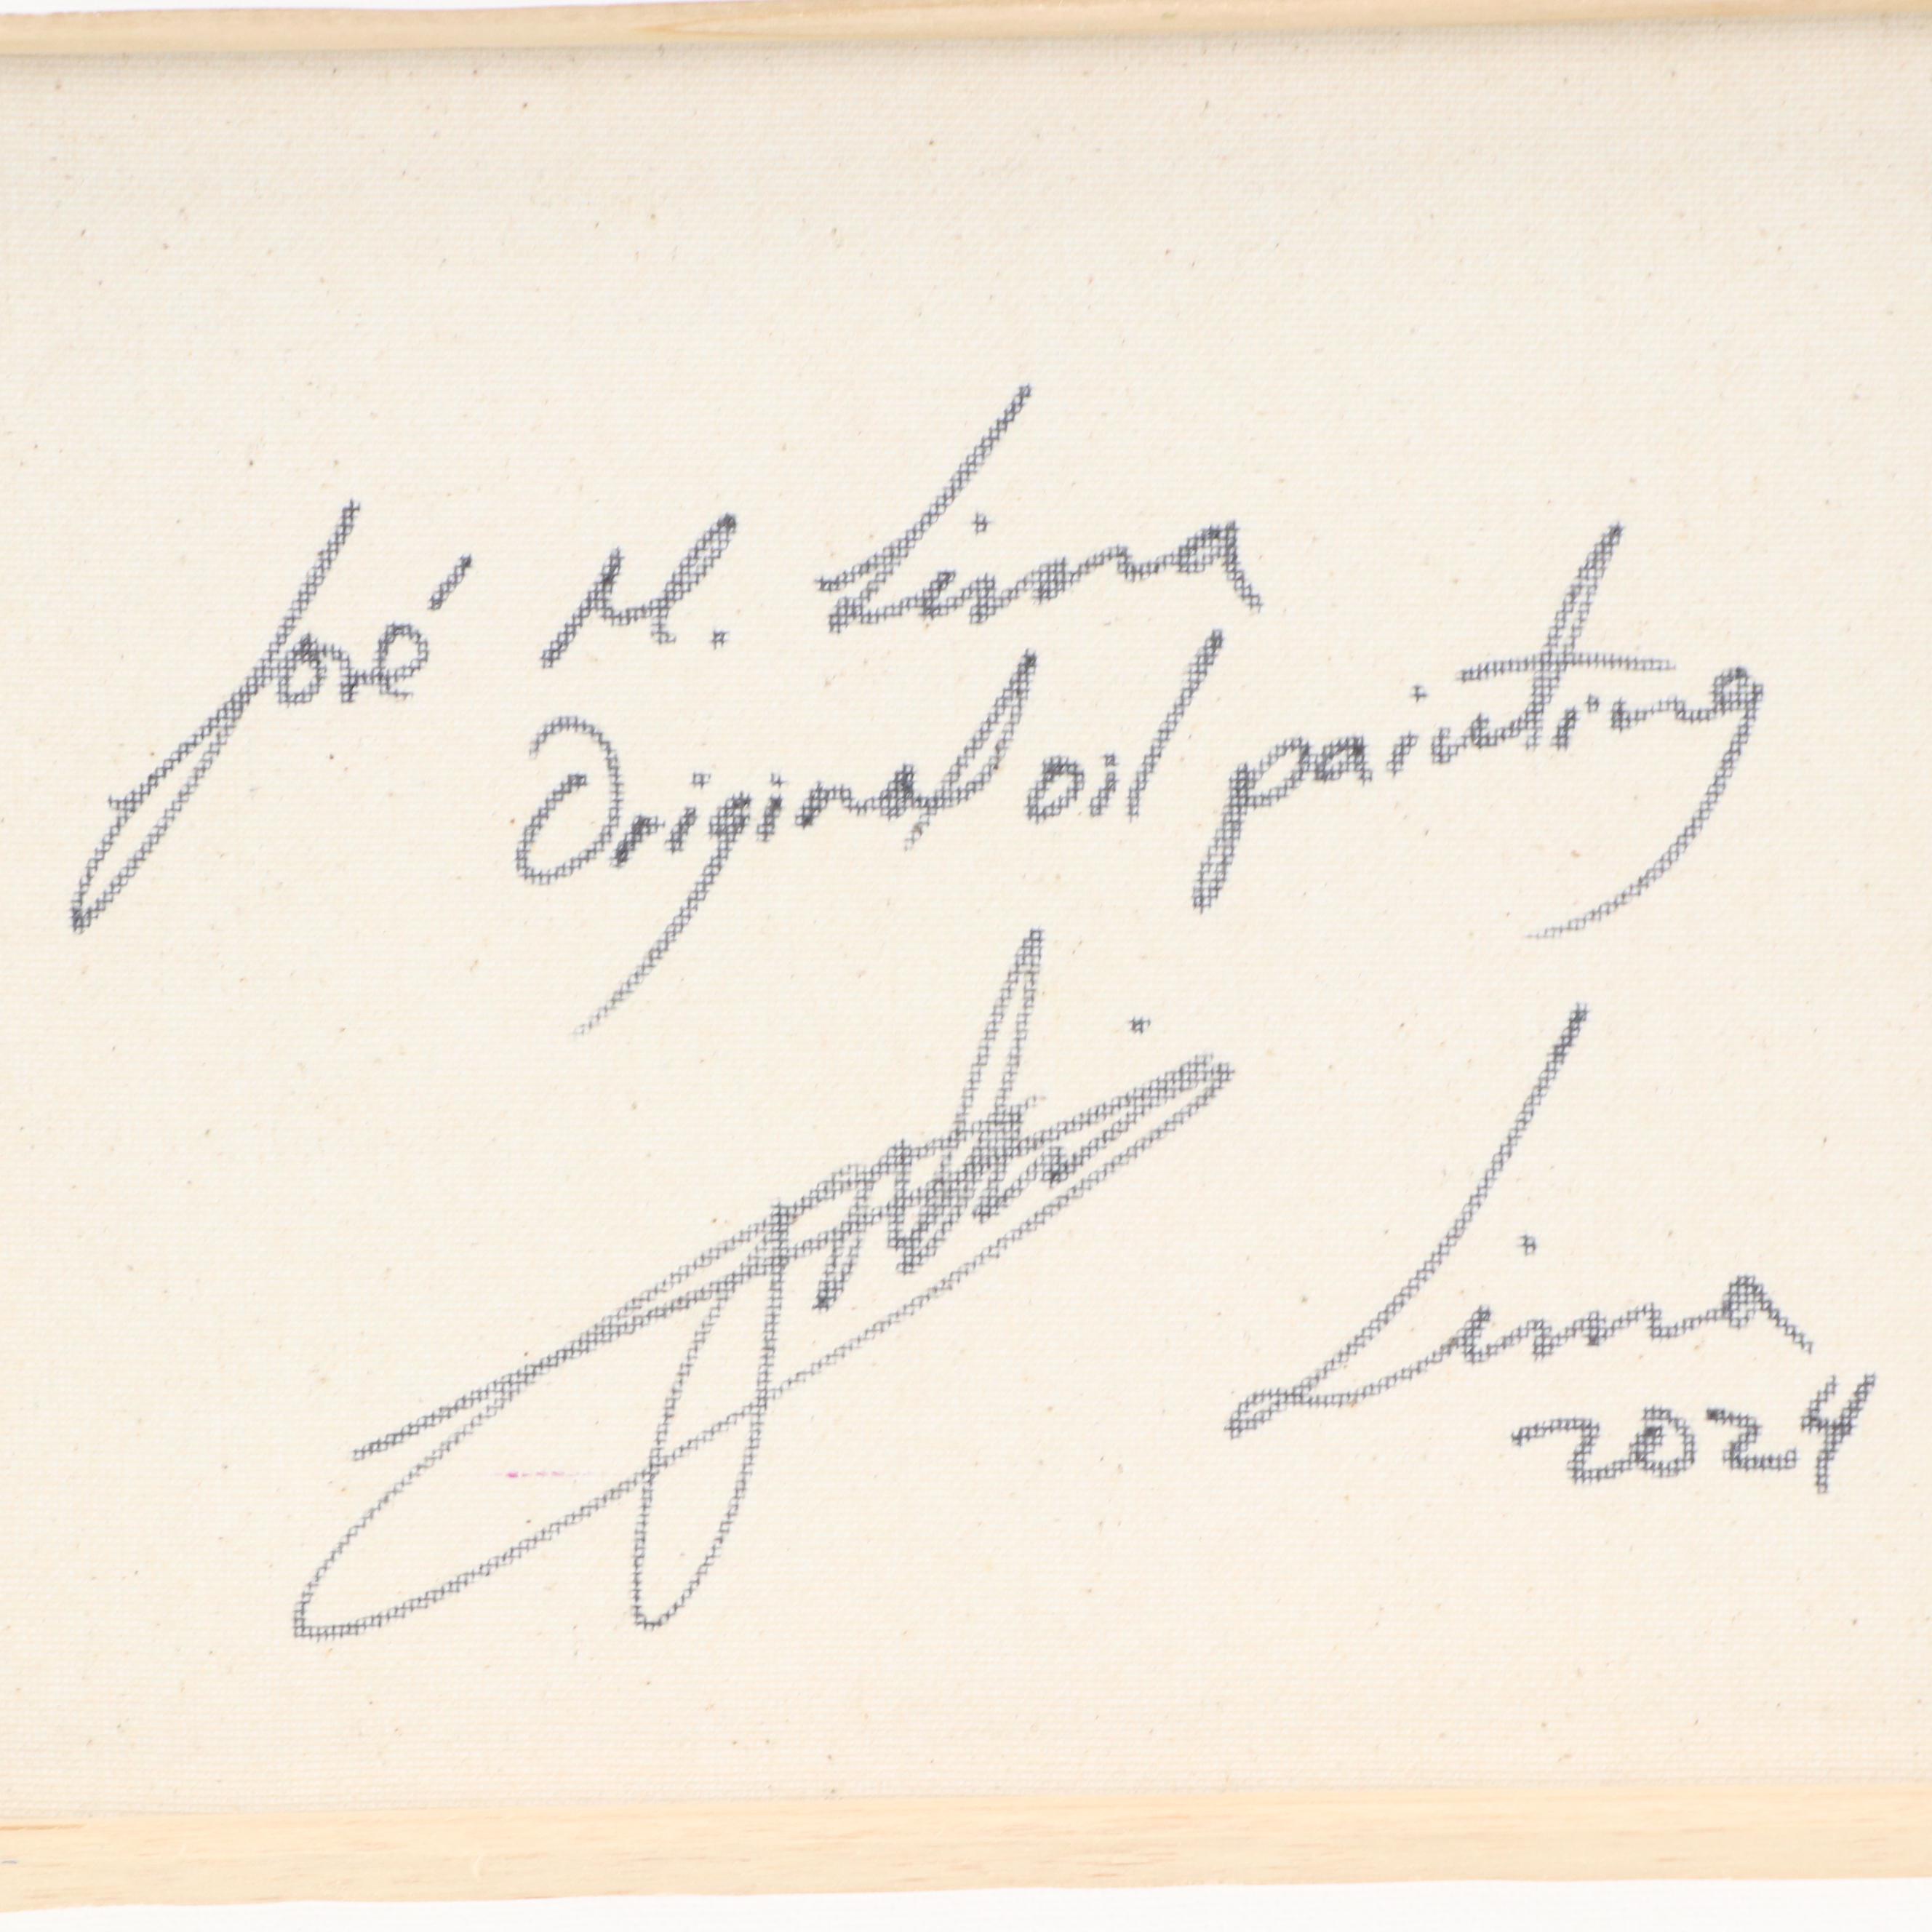 José M. Lima
Original oil painting
Lima
2024